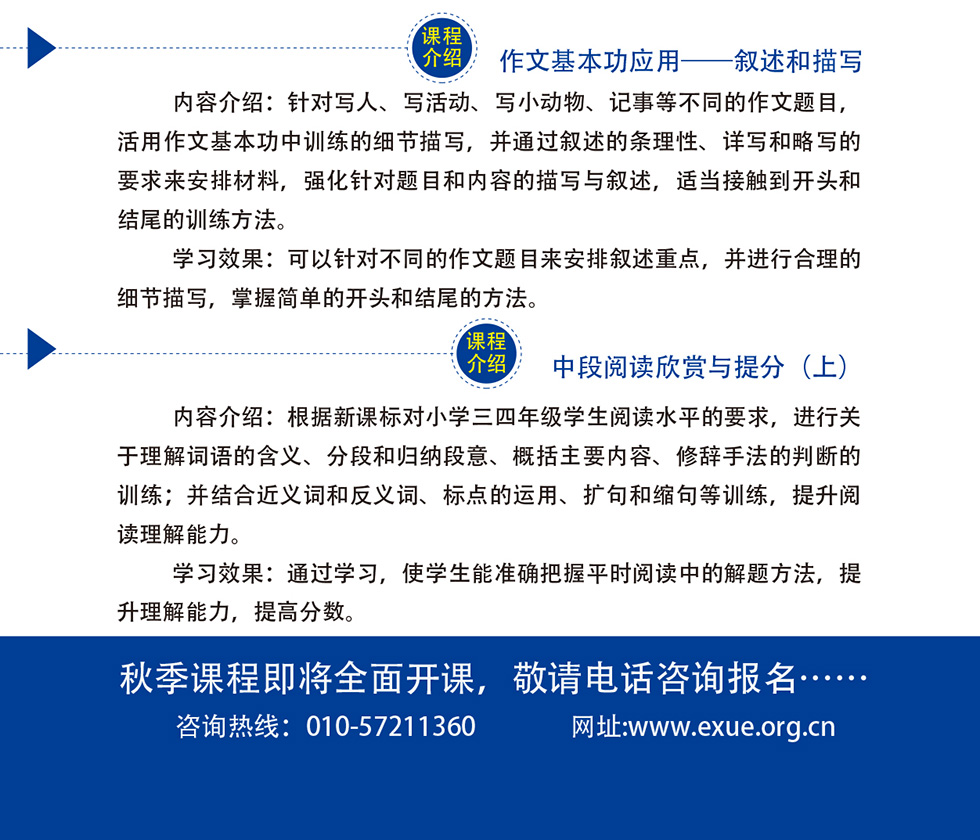 课程
介绍
作文基本功应用——叙述和描写
内容介绍：针对写人、写活动、写小动物、记事等不同的作文题目，
活用作文基本功中训练的细节描写，并通过叙述的条理性、详写和略写的
要求来安排材料，强化针对题目和内容的描写与叙述，适当接触到开头和
结尾的训练方法。
学习效果：可以针对不同的作文题目来安排叙述重点，并进行合理的
细节描写，掌握简单的开头和结尾的方法。
课程
介绍
中段阅读欣赏与提分（上）
内容介绍：根据新课标对小学三四年级学生阅读水平的要求，进行关
于理解词语的含义、分段和归纳段意、概括主要内容、修辞手法的判断的
训练；并结合近义词和反义词、标点的运用、扩句和缩句等训练，提升阅
读理解能力。
学习效果：通过学习，使学生能准确把握平时阅读中的解题方法，提
升理解能力，提高分数。
秋季课程即将全面开课，敬请电话咨询报名……
咨询热线：010-57211360 网址:www.exue.org.cn